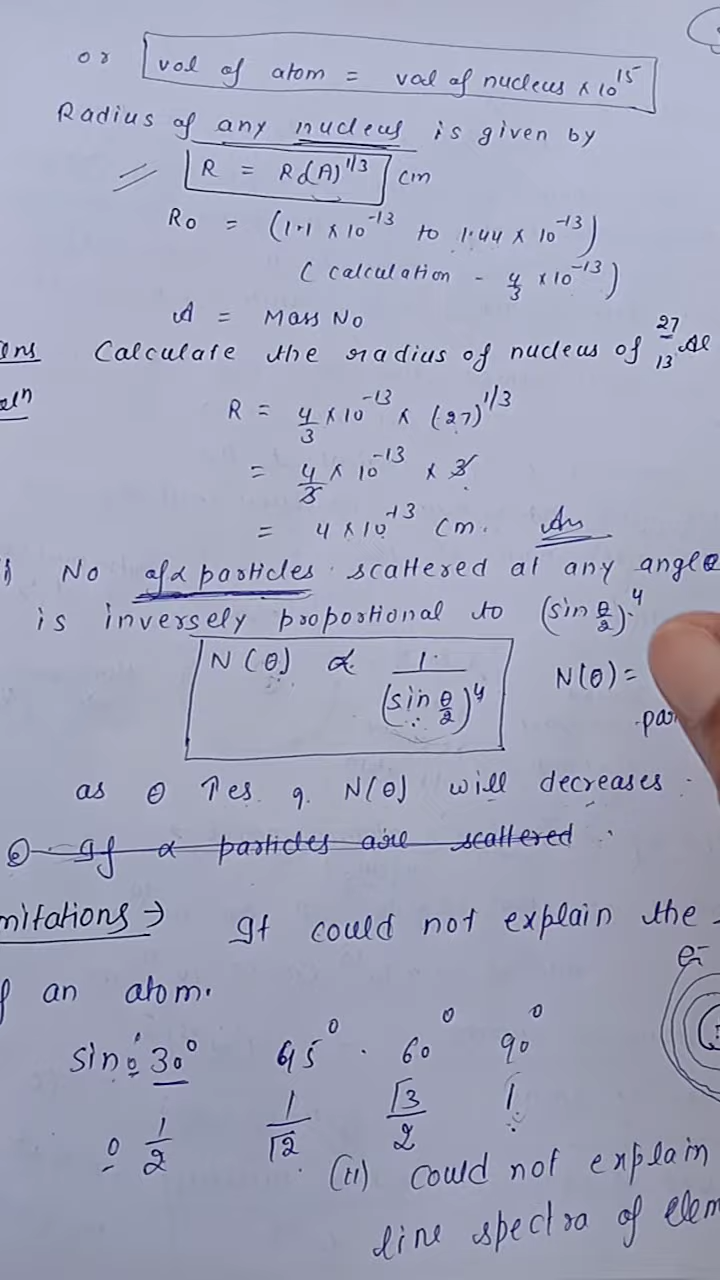 or vol of atom = vol of nucleus × 10^15
Radius of any nucleus is given by
R = R0(A)^1/3 cm
R0 = (1.1 × 10^-13 to 1.44 × 10^-13)
(calculation - 4/3 × 10^-13)
A = Mass No
Calculate the radius of nucleus of 27 13 Al
R = 4/3 × 10^-13 × (27)^1/3
= 4/3 × 10^-13 × 3
= 4 × 10^-13 cm. Ans
No of α particles scattered at any angle
is inversely proportional to (sin θ/2)^4
N(θ) ∝ 1/(sin θ/2)^4 N(θ) =
as θ ↑es, N(θ) will decreases.
If α particles are scattered.
mitations → It could not explain the
an atom. e-
sin 0° 30° 45° 60° 90°
0 1/2 1/√2 √3/2 1
(ii) could not explain
line spectra of elem